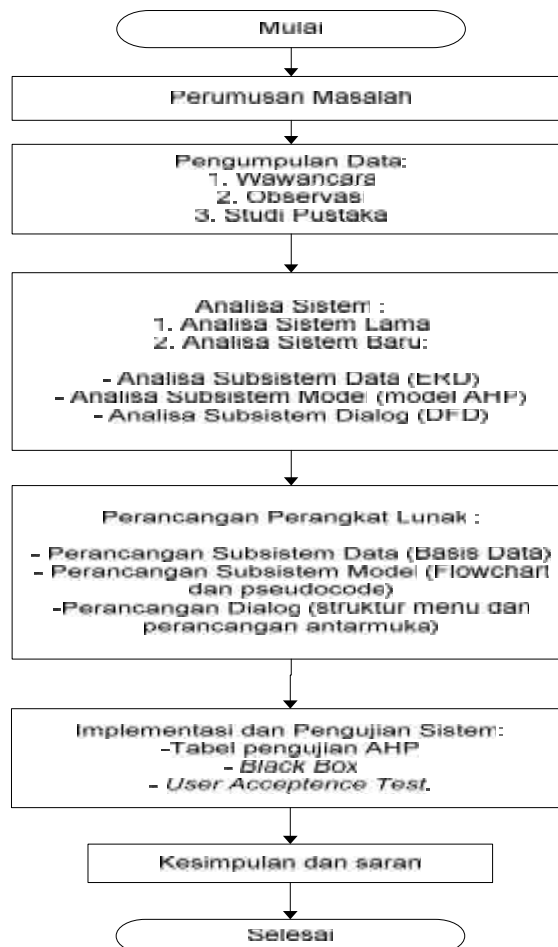 Mulai
Perumusan Masalah
Pengumpulan Data:
1. Wawancara
2. Observasi
3. Studi Pustaka
Analisa Sistem :
1. Analisa Sistem Lama
2. Analisa Sistem Baru:
- Analisa Subsistem Data (ERD)
- Analisa Subsistem Model (model AHP)
- Analisa Subsistem Dialog (DFD)
Perancangan Perangkat Lunak :
- Perancangan Subsistem Data (Basis Data)
- Perancangan Subsistem Model (Flowchart
dan pseudocode)
-Perancangan Dialog (struktur menu dan
perancangan antarmuka)
Implementasi dan Pengujian Sistem:
-Tabel pengujian AHP
- Black Box
- User Acceptence Test.
Kesimpulan dan saran
Selesai